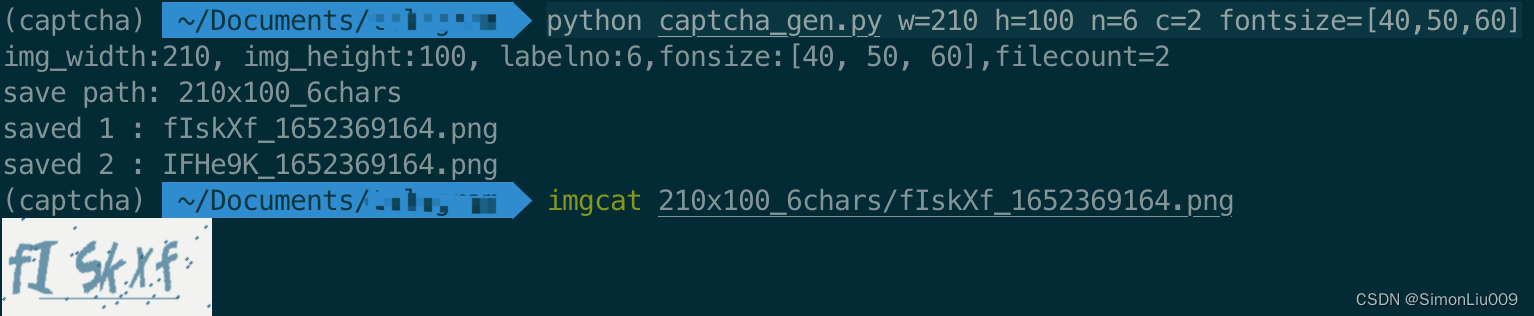 (captcha) ~/Documents/ python captcha_gen.py w=210 h=100 n=6 c=2 fontsize=[40,50,60]
img_width:210, img_height:100, labelno:6,fonsize:[40, 50, 60],filecount=2
save path: 210x100_6chars
saved 1 : fIskXf_1652369164.png
saved 2 : IFHe9K_1652369164.png
(captcha) ~/Documents/ imgcat 210x100_6chars/fIskXf_1652369164.png
fI SkXf
CSDN @SimonLiu009